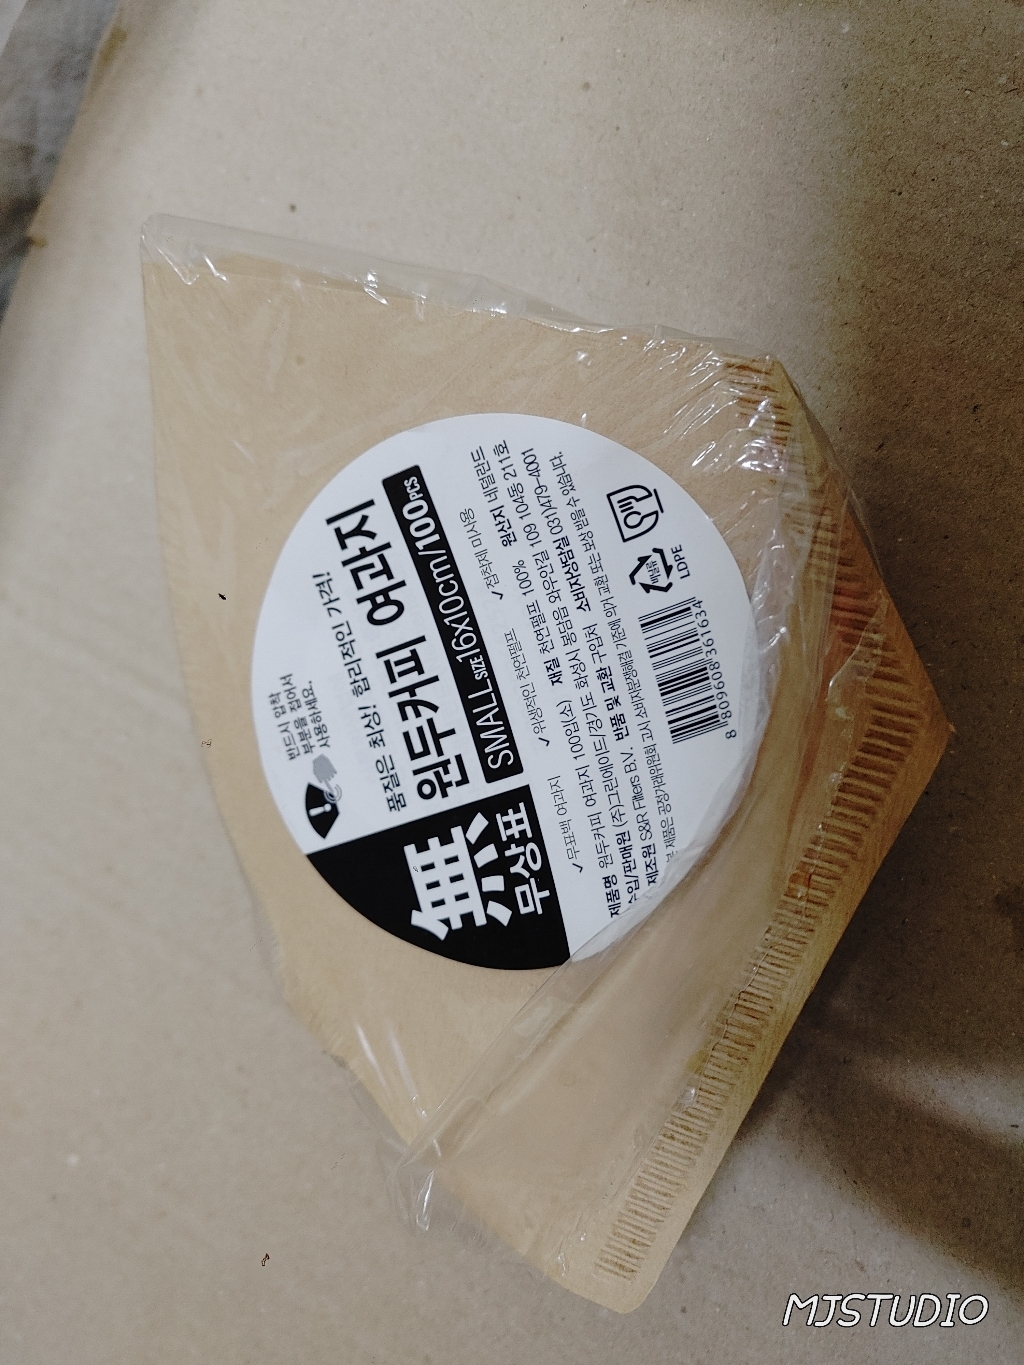 반드시 압착
부분을 접어서
사용하세요.
품질은 최상! 합리적인 가격!
원두커피 여과지
SMALL SIZE 16x10cm/100PCS
無
무상표
✓무표백 여과지 ✓위생적인 천연펄프 ✓접착제 미사용
제품명 원두커피 여과지 100입(소) 재질 천연펄프 100% 원산지 네덜란드
수입/판매원 (주)그린에이드/경기도 화성시 봉담읍 와우안길 109 104동 211호
제조원 S&R Filters B.V. 반품 및 교환 구입처 소비자상담실 031)479-4001
본 제품은 공정거래위원회 고시 소비자분쟁해결 기준에 의거 교환 또는 보상 받을 수 있습니다.
8 809608 361634
비닐류
LDPE
MJSTUDIO